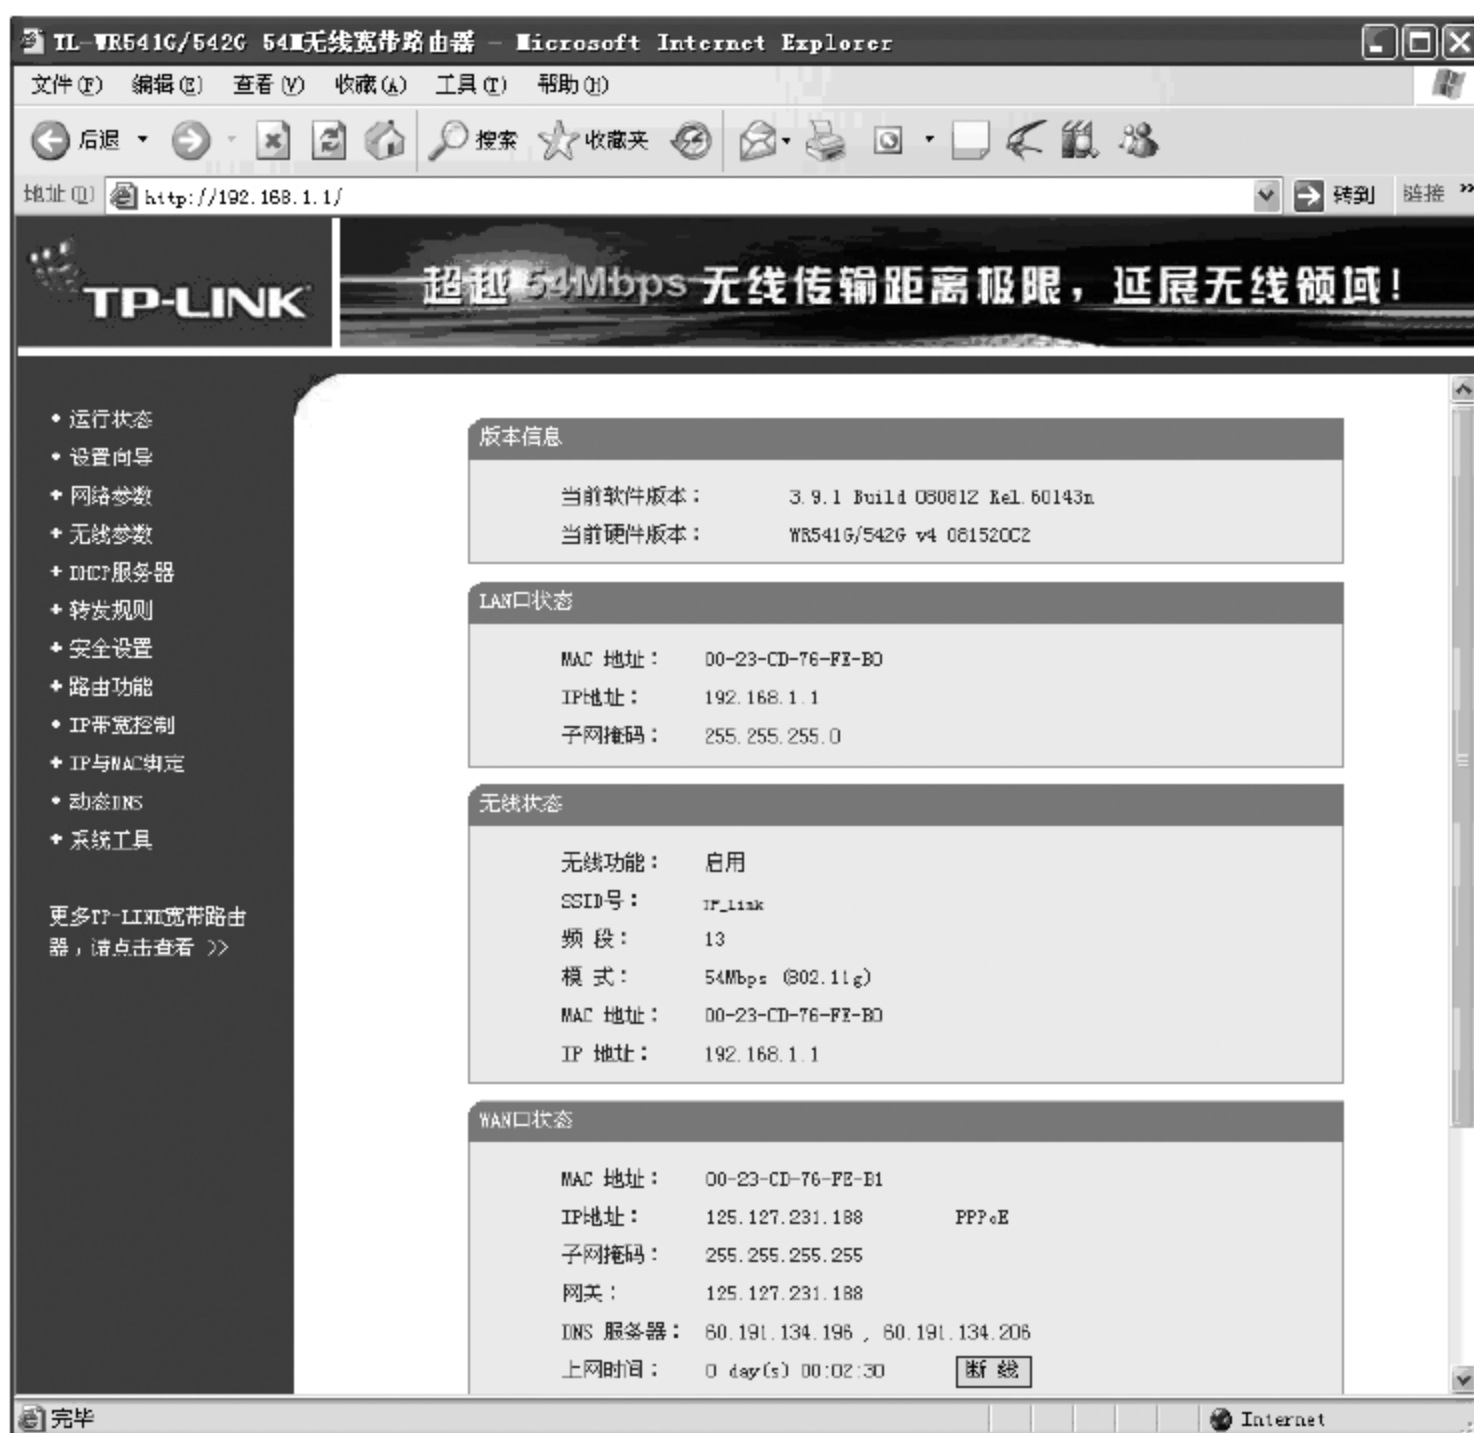 TL-WR541G/542G 54M无线宽带路由器 - Microsoft Internet Explorer
文件(F) 编辑(E) 查看(V) 收藏(A) 工具(T) 帮助(H)
后退 搜索 收藏夹
地址(D) http://192.168.1.1/ 转到 链接 »
TP-LINK 超越 54Mbps 无线传输距离极限，延展无线领域！
运行状态
设置向导
+ 网络参数
+ 无线参数
+ DHCP服务器
+ 转发规则
+ 安全设置
+ 路由功能
IP带宽控制
+ IP与MAC绑定
动态DNS
+ 系统工具
更多TP-LINK宽带路由
器，请点击查看 >>
版本信息
当前软件版本： 3.9.1 Build 080812 Rel.60143n
当前硬件版本： WR541G/542G v4 081520C2
LAN口状态
MAC 地址： 00-23-CD-76-FE-B0
IP地址： 192.168.1.1
子网掩码： 255.255.255.0
无线状态
无线功能： 启用
SSID号： TP_Link
频 段： 13
模 式： 54Mbps (802.11g)
MAC 地址： 00-23-CD-76-FE-B0
IP 地址： 192.168.1.1
WAN口状态
MAC 地址： 00-23-CD-76-FE-B1
IP地址： 125.127.231.188 PPPoE
子网掩码： 255.255.255.255
网关： 125.127.231.188
DNS 服务器： 60.191.134.196 , 60.191.134.206
上网时间： 0 day(s) 00:02:30 断 线
完毕 Internet